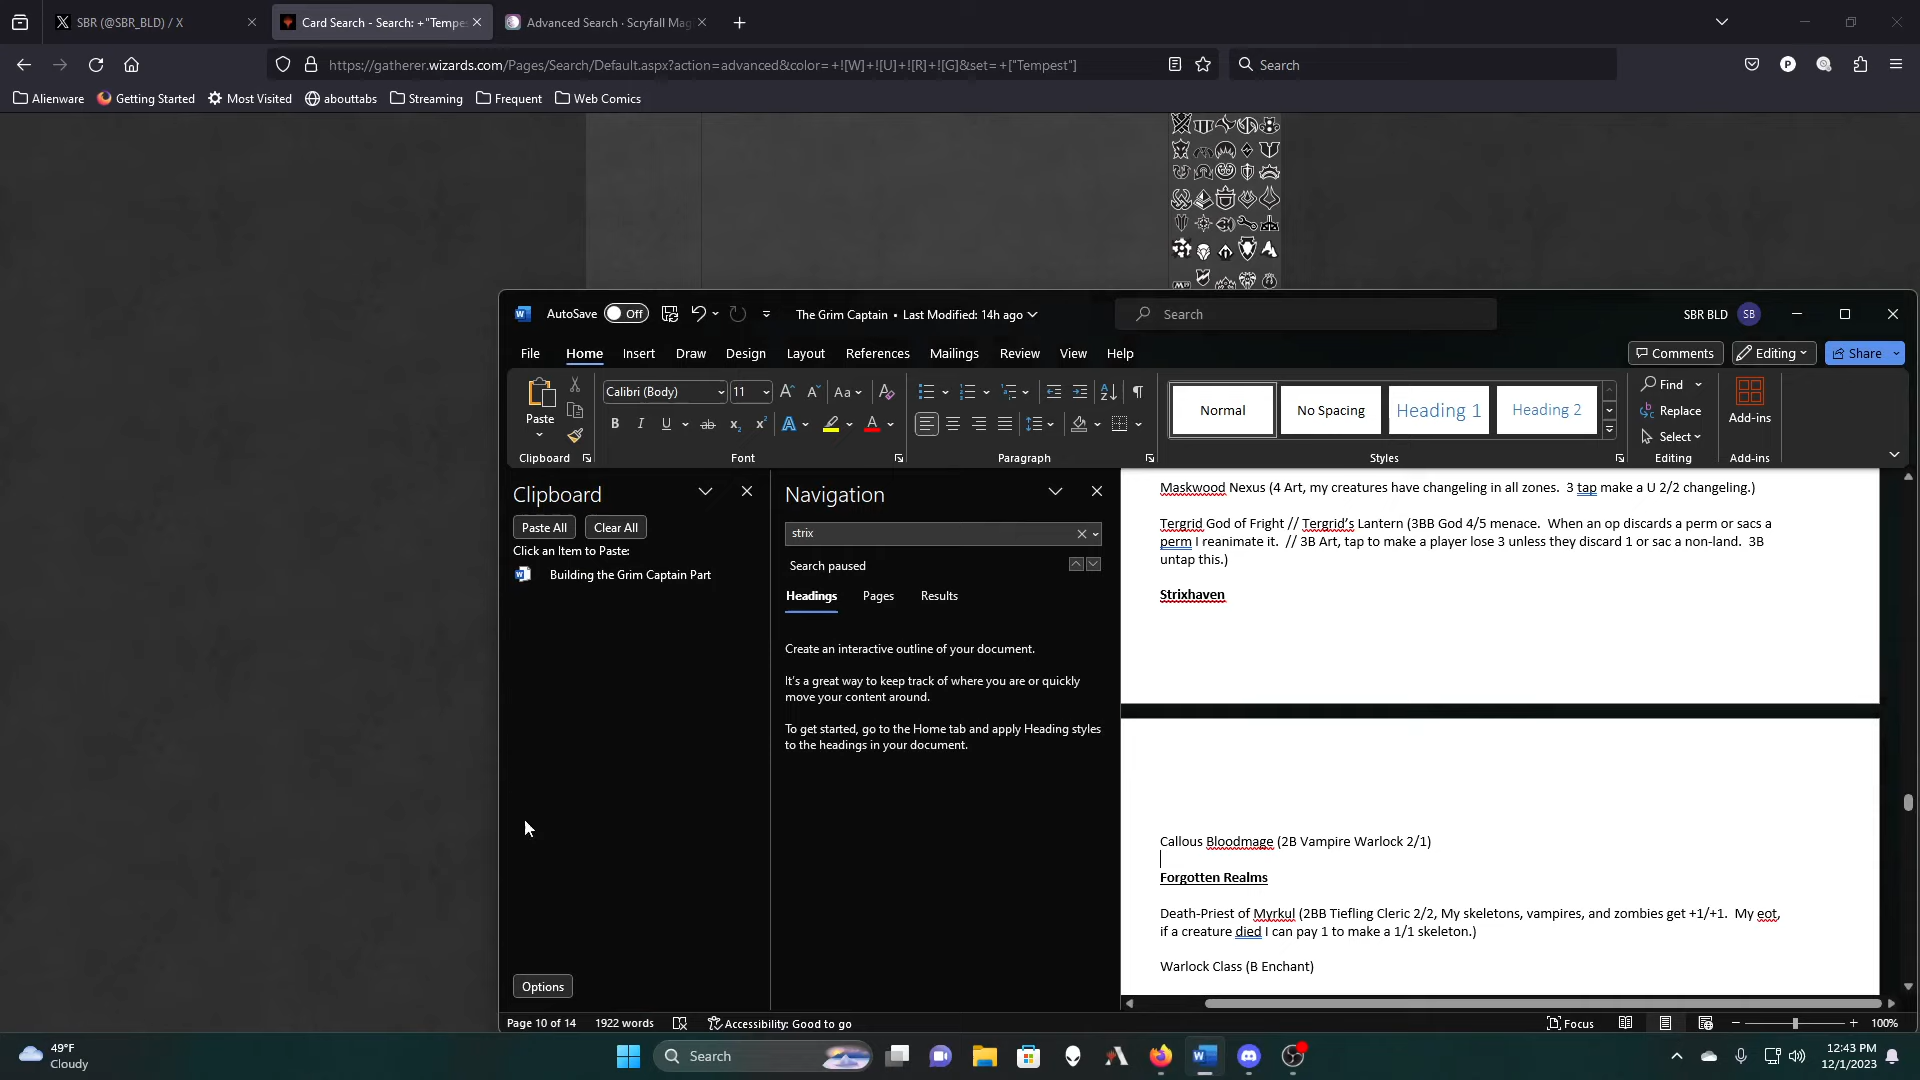 SBR (@SBR_BLD) / X
Card Search - Search: +"Tempe
Advanced Search · Scryfall Mag
https://gatherer.wizards.com/Pages/Search/Default.aspx?action=advanced&color=+![W]+![U]+![R]+![G]&set=+["Tempest"]
Search
Alienware
Getting Started
Most Visited
abouttabs
Streaming
Frequent
Web Comics
AutoSave Off
The Grim Captain • Last Modified: 14h ago
Search
SBR BLD SB
File Home Insert Draw Design Layout References Mailings Review View Help
Comments Editing Share
Paste
Calibri (Body) 11
Normal
No Spacing
Heading 1
Heading 2
Find
Replace
Select
Add-ins
Clipboard Font Paragraph Styles Editing Add-ins
Clipboard
Paste All Clear All
Click an Item to Paste:
Building the Grim Captain Part
Options
Navigation
strix
Search paused
Headings Pages Results
Create an interactive outline of your document.
It's a great way to keep track of where you are or quickly
move your content around.
To get started, go to the Home tab and apply Heading styles
to the headings in your document.
Maskwood Nexus (4 Art, my creatures have changeling in all zones.  3 tap make a U 2/2 changeling.)
Tergrid God of Fright // Tergrid's Lantern (3BB God 4/5 menace.  When an op discards a perm or sacs a
perm I reanimate it.  // 3B Art, tap to make a player lose 3 unless they discard 1 or sac a non-land.  3B
untap this.)
Strixhaven
Callous Bloodmage (2B Vampire Warlock 2/1)
Forgotten Realms
Death-Priest of Myrkul (2BB Tiefling Cleric 2/2, My skeletons, vampires, and zombies get +1/+1.  My eot,
if a creature died I can pay 1 to make a 1/1 skeleton.)
Warlock Class (B Enchant)
Page 10 of 14 1922 words Accessibility: Good to go
Focus 100%
49°F
Cloudy
Search
12:43 PM
12/1/2023